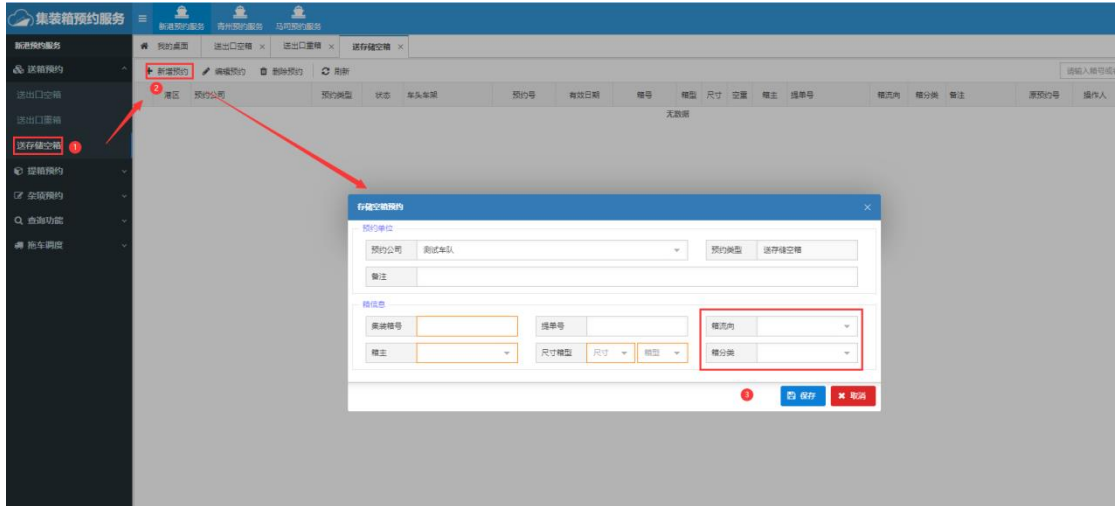 集装箱预约服务
新港预约服务 青州预约服务 马司预约服务
新港预约服务
我的桌面 送出口空箱 × 送出口重箱 × 送存储空箱 ×
送箱预约
新增预约 编辑预约 删除预约 刷新
送出口空箱
2
港区 预约公司 预约类型 状态 车头车架 预约号 有效日期 箱号 箱型 尺寸 空重 箱主 提单号 箱流向 箱分类 备注 原预约号 操作人
无数据
送出口重箱
送存储空箱 1
提箱预约
杂项预约
查询功能
拖车调度
存储空箱预约 ×
预约单位
预约公司 测试车队 预约类型 送存储空箱
备注
箱信息
集装箱号 提单号 箱流向
箱主 尺寸箱型 尺寸 箱型 箱分类
3 保存 × 取消